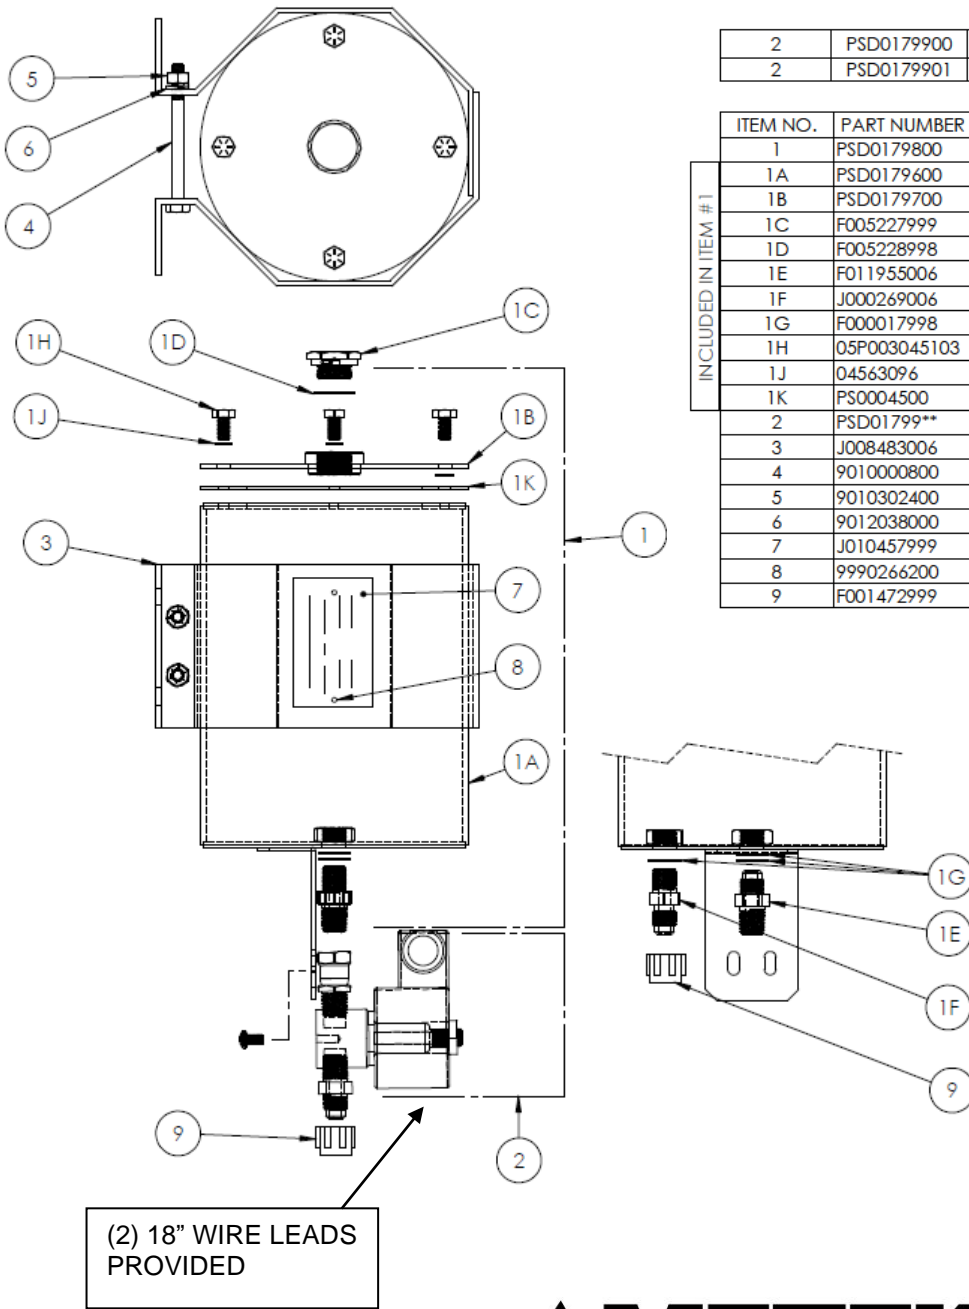 2 PSD0179900
2 PSD0179901
ITEM NO. PART NUMBER
1 PSD0179800
1A PSD0179600
1B PSD0179700
1C F005227999
1D F005228998
1E F011955006
1F J000269006
1G F000017998
1H 05P003045103
1J 04563096
1K PS0004500
2 PSD01799**
3 J008483006
4 9010000800
5 9010302400
6 9012038000
7 J010457999
8 9990266200
9 F001472999
INCLUDED IN ITEM #1
5
6
4
1C
1H
1D
1J
1B
1K
3
1
7
8
1A
1G
1E
1F
9
9
2
(2) 18” WIRE LEADS
PROVIDED